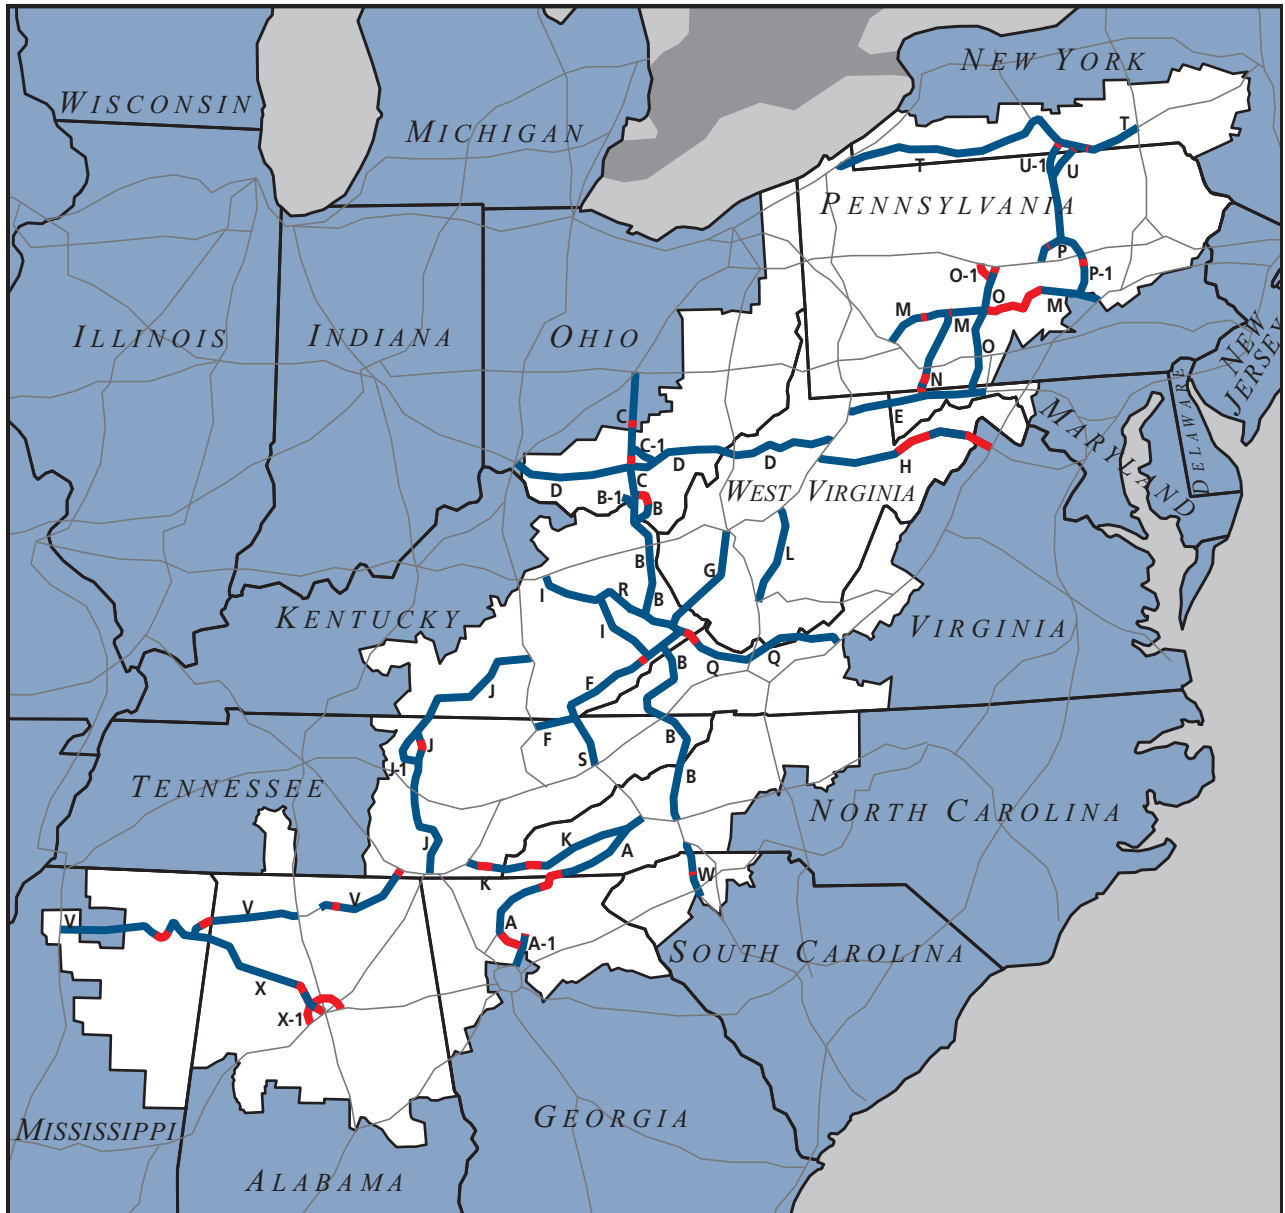 NEW YORK
WISCONSIN
MICHIGAN
T
T
U-1
U
PENNSYLVANIA
P
O-1
P-1
O
M
M
M
ILLINOIS
INDIANA
OHIO
O
NEW
JERSEY
N
DELAWARE
E
C
MARYLAND
C-1
D
D
H
D
C
B-1
B
WEST VIRGINIA
L
B
G
I
R
B
KENTUCKY
I
VIRGINIA
B
Q
Q
F
J
F
B
J
S
J-1
B
TENNESSEE
NORTH CAROLINA
J
K
A
K
W
V
V
V
A
A-1
SOUTH CAROLINA
X
X-1
GEORGIA
MISSISSIPPI
ALABAMA